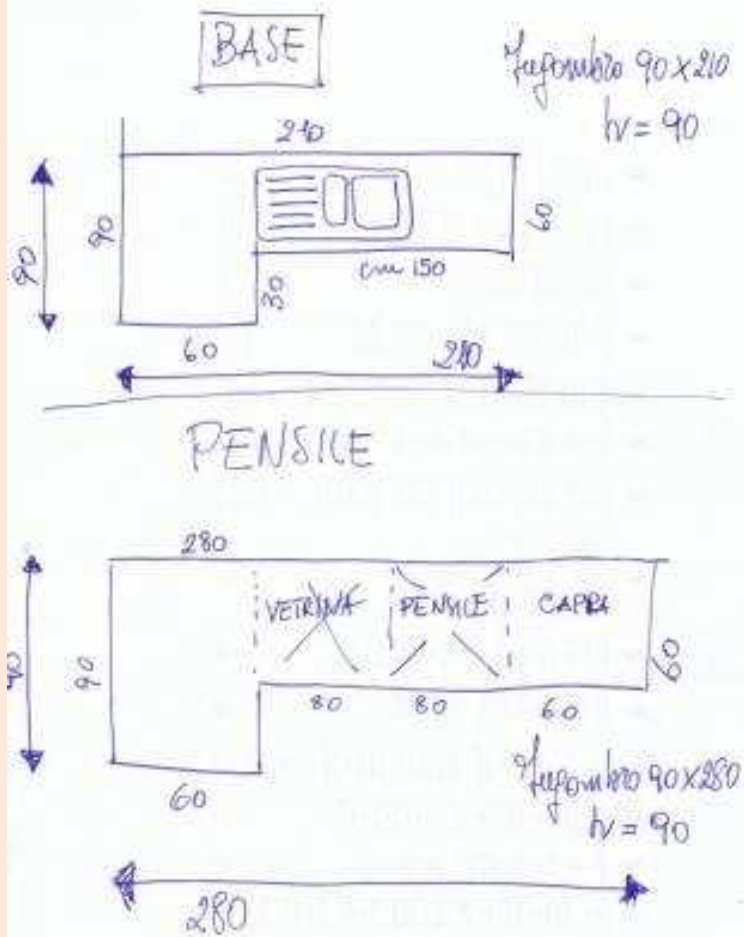 BASE
Ingombro 90x210
h = 90
210
90
90
60
cm 150
30
60
210
PENSILE
280
VETRINA
PENSILE
CAPPA
90
90
60
80
80
60
60
Ingombro 90x280
h = 90
280